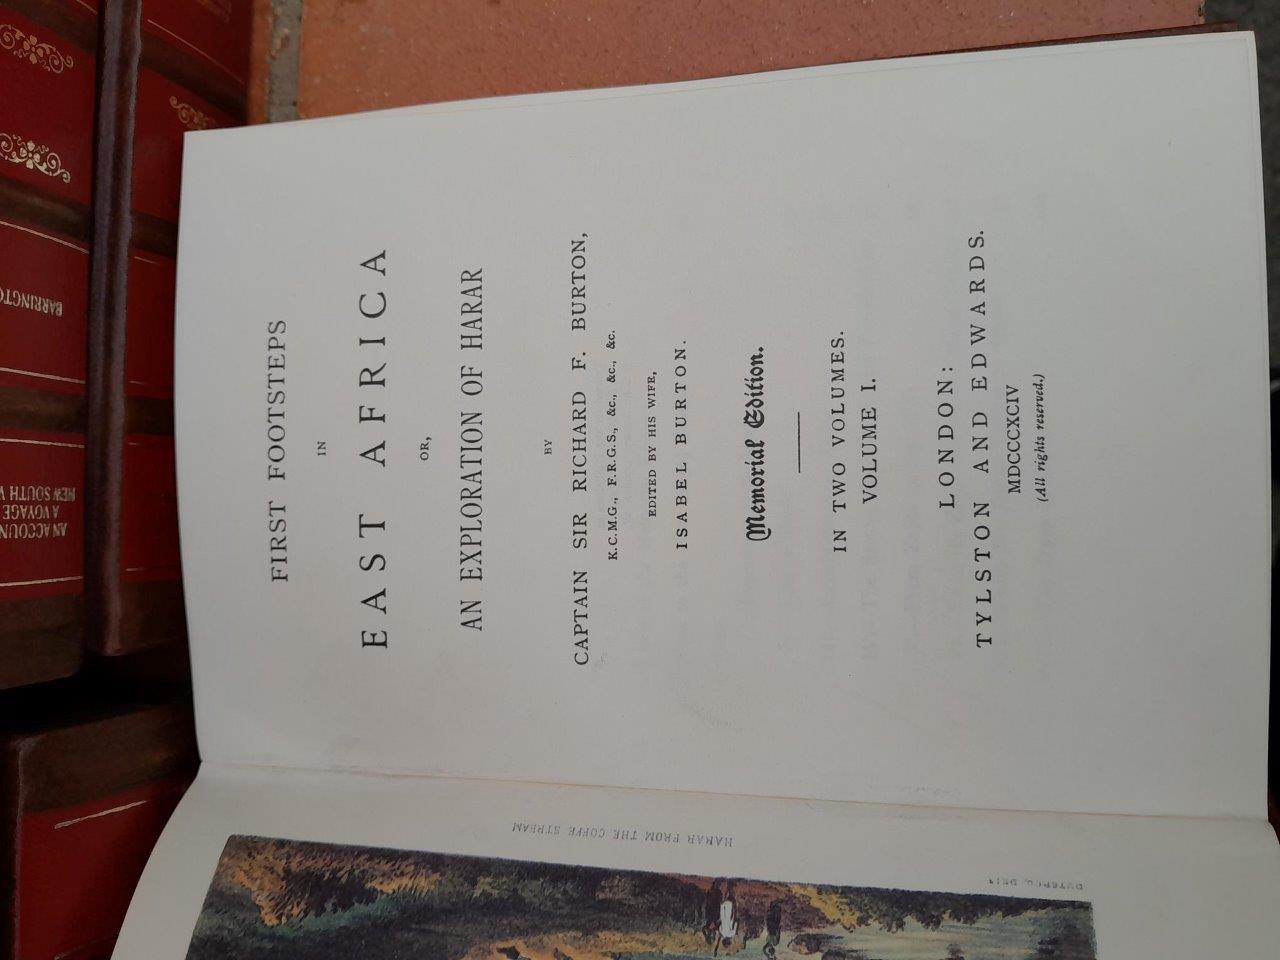 FIRST FOOTSTEPS
IN
EAST AFRICA
OR,
AN EXPLORATION OF HARAR
BY
CAPTAIN SIR RICHARD F. BURTON,
K.C.M.G., F.R.G.S., &c., &c., &c.
EDITED BY HIS WIFE,
ISABEL BURTON.
Memorial Edition.
IN TWO VOLUMES.
VOLUME I.
LONDON:
TYLSTON AND EDWARDS.
MDCCCXCIV
(All rights reserved.)
HARAR FROM THE COFFE STREAM
AN ACCOUN
A VOYAGE
NEW SOUTH
BARRINGTO